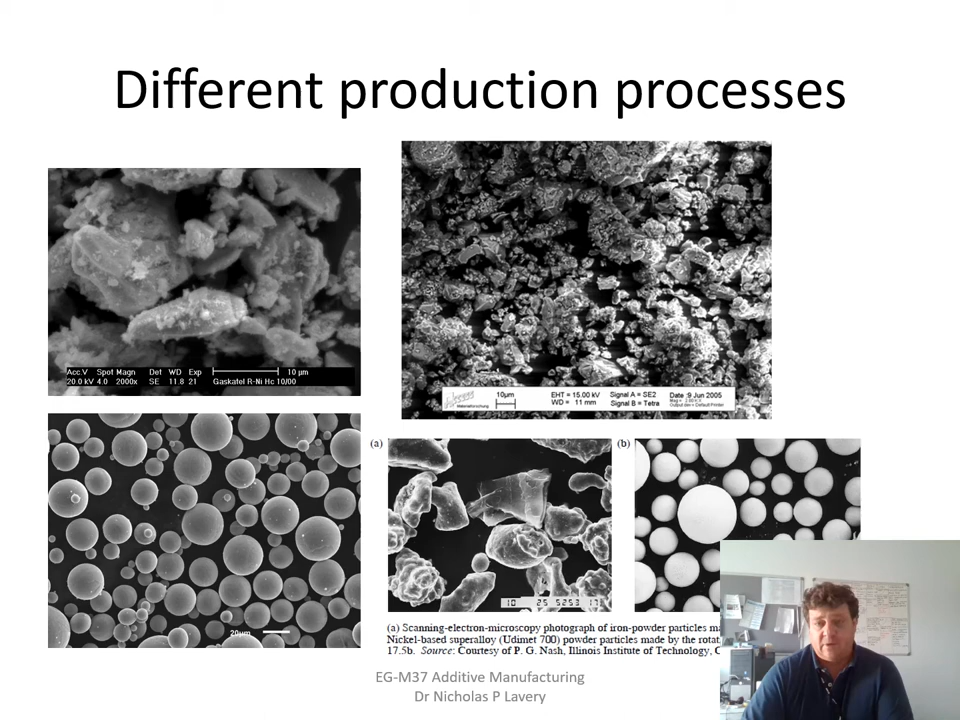 Different production processes
Acc.V Spot Magn Det WD Exp 10 µm
20.0 kV 4.0 2000x SE 11.8 21 Gaskatel R-Ni Hc 10/00
10µm EHT = 15.00 kV Signal A = SE2 Date :9 Jun 2005
WD = 11 mm Signal B = Tetra
20µm
(a)
(b)
(a) Scanning-electron-microscopy photograph of iron-powder particles
Nickel-based superalloy (Udimet 700) powder particles made by the
17.5b. Source: Courtesy of P. G. Nash, Illinois Institute of Technology,
EG-M37 Additive Manufacturing
Dr Nicholas P Lavery